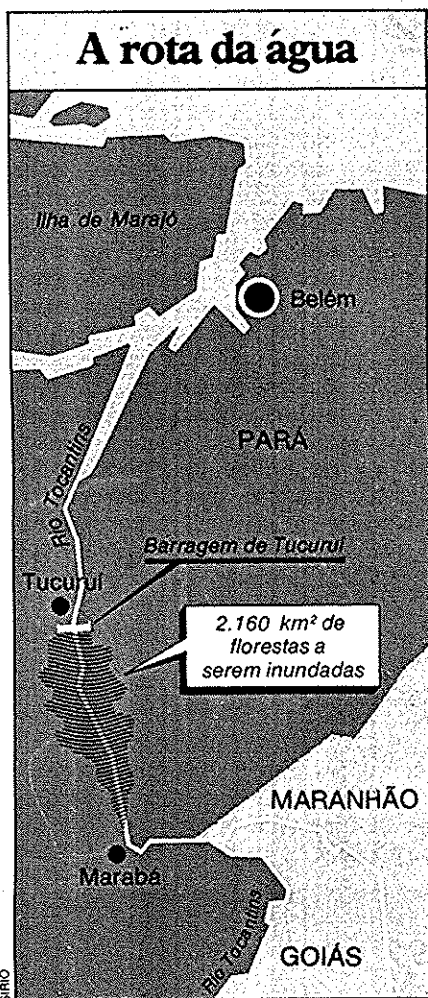 A rota da água
Ilha de Marajó
Belém
PARÁ
Rio Tocantins
Barragem de Tucuruí
Tucuruí
2.160 km² de
florestas a
serem inundadas
MARANHÃO
Marabá
Rio Tocantins
GOIÁS
SIRIO